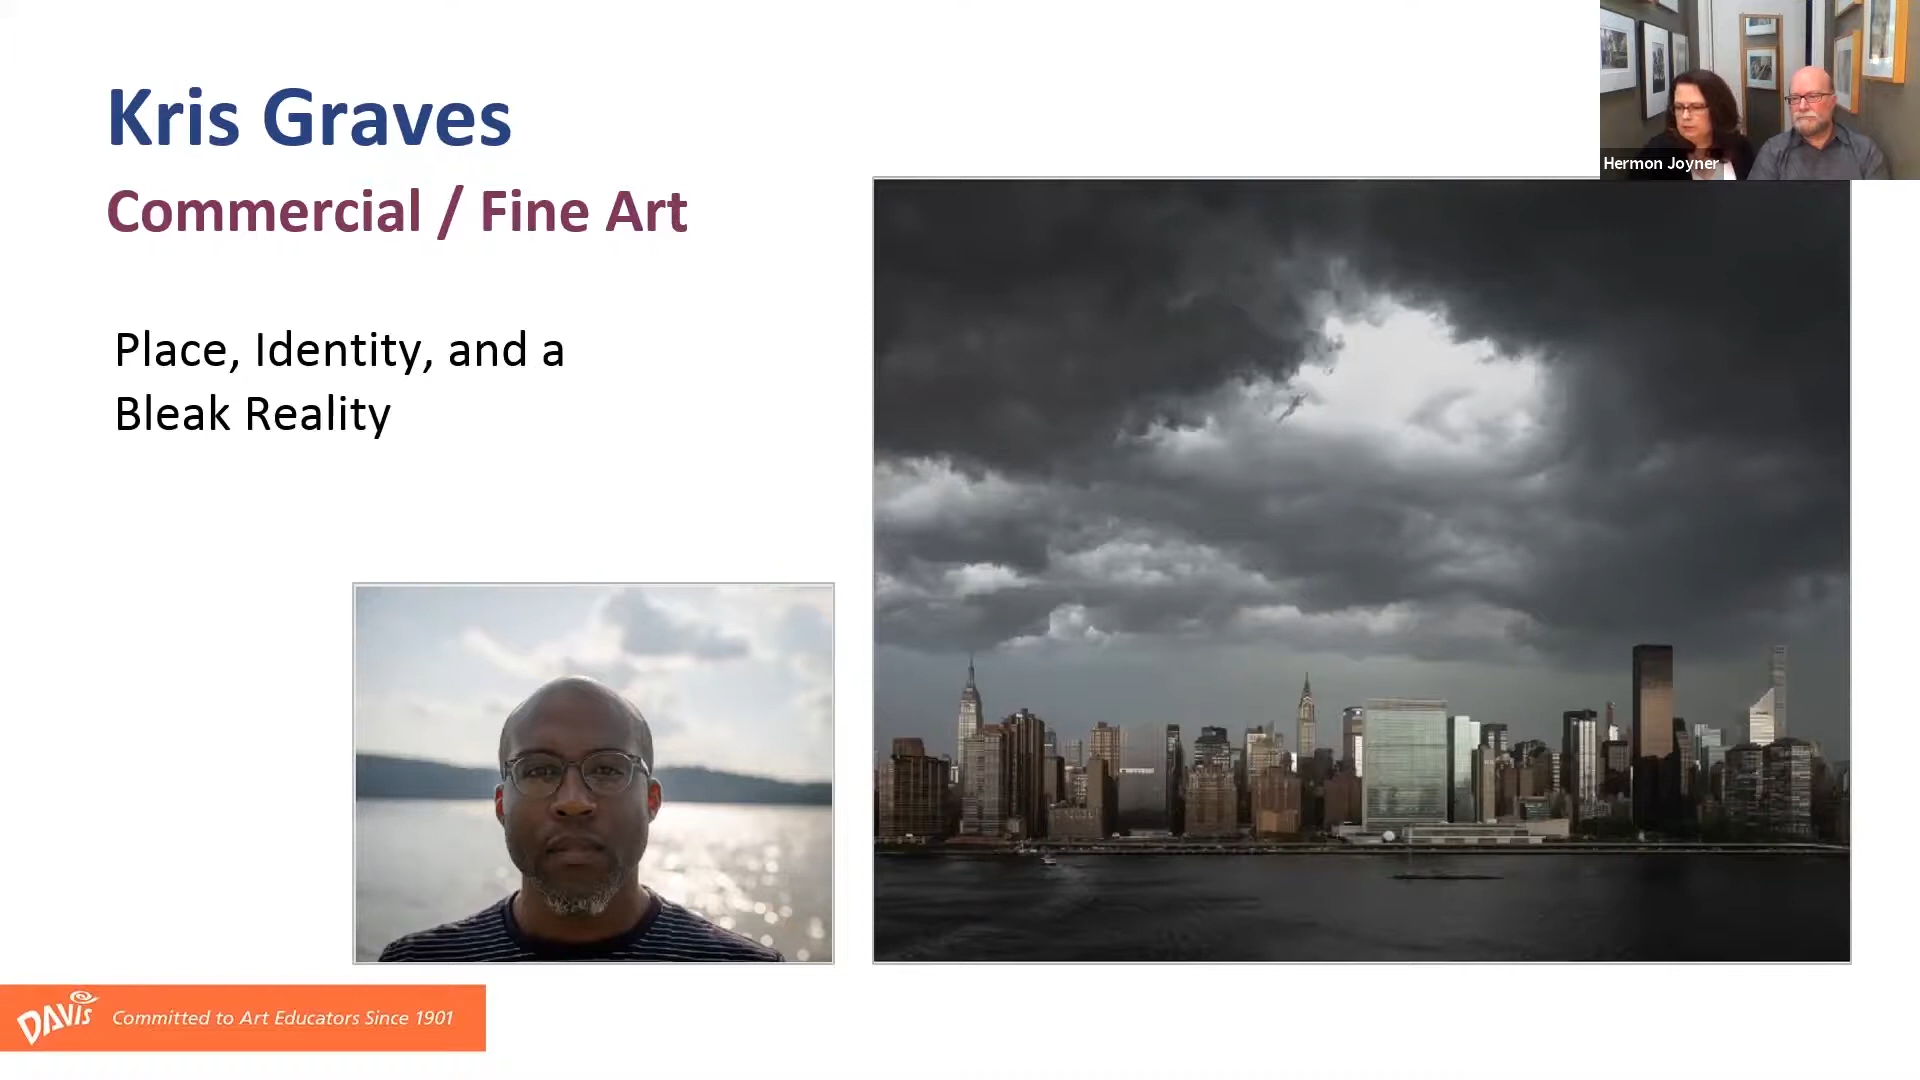 Kris Graves
Commercial / Fine Art
Place, Identity, and a
Bleak Reality
Hermon Joyner
DAVIS
Committed to Art Educators Since 1901